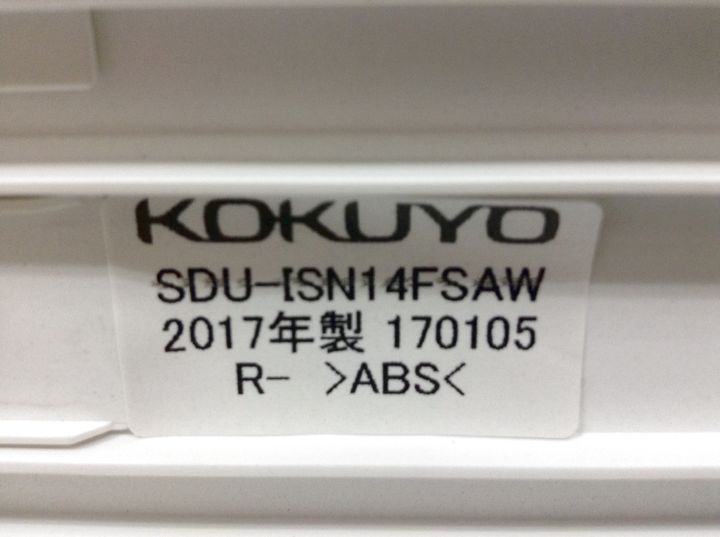 KOKUYO
SDU-ISN14FSAW
2017年製 170105
R- >ABS<